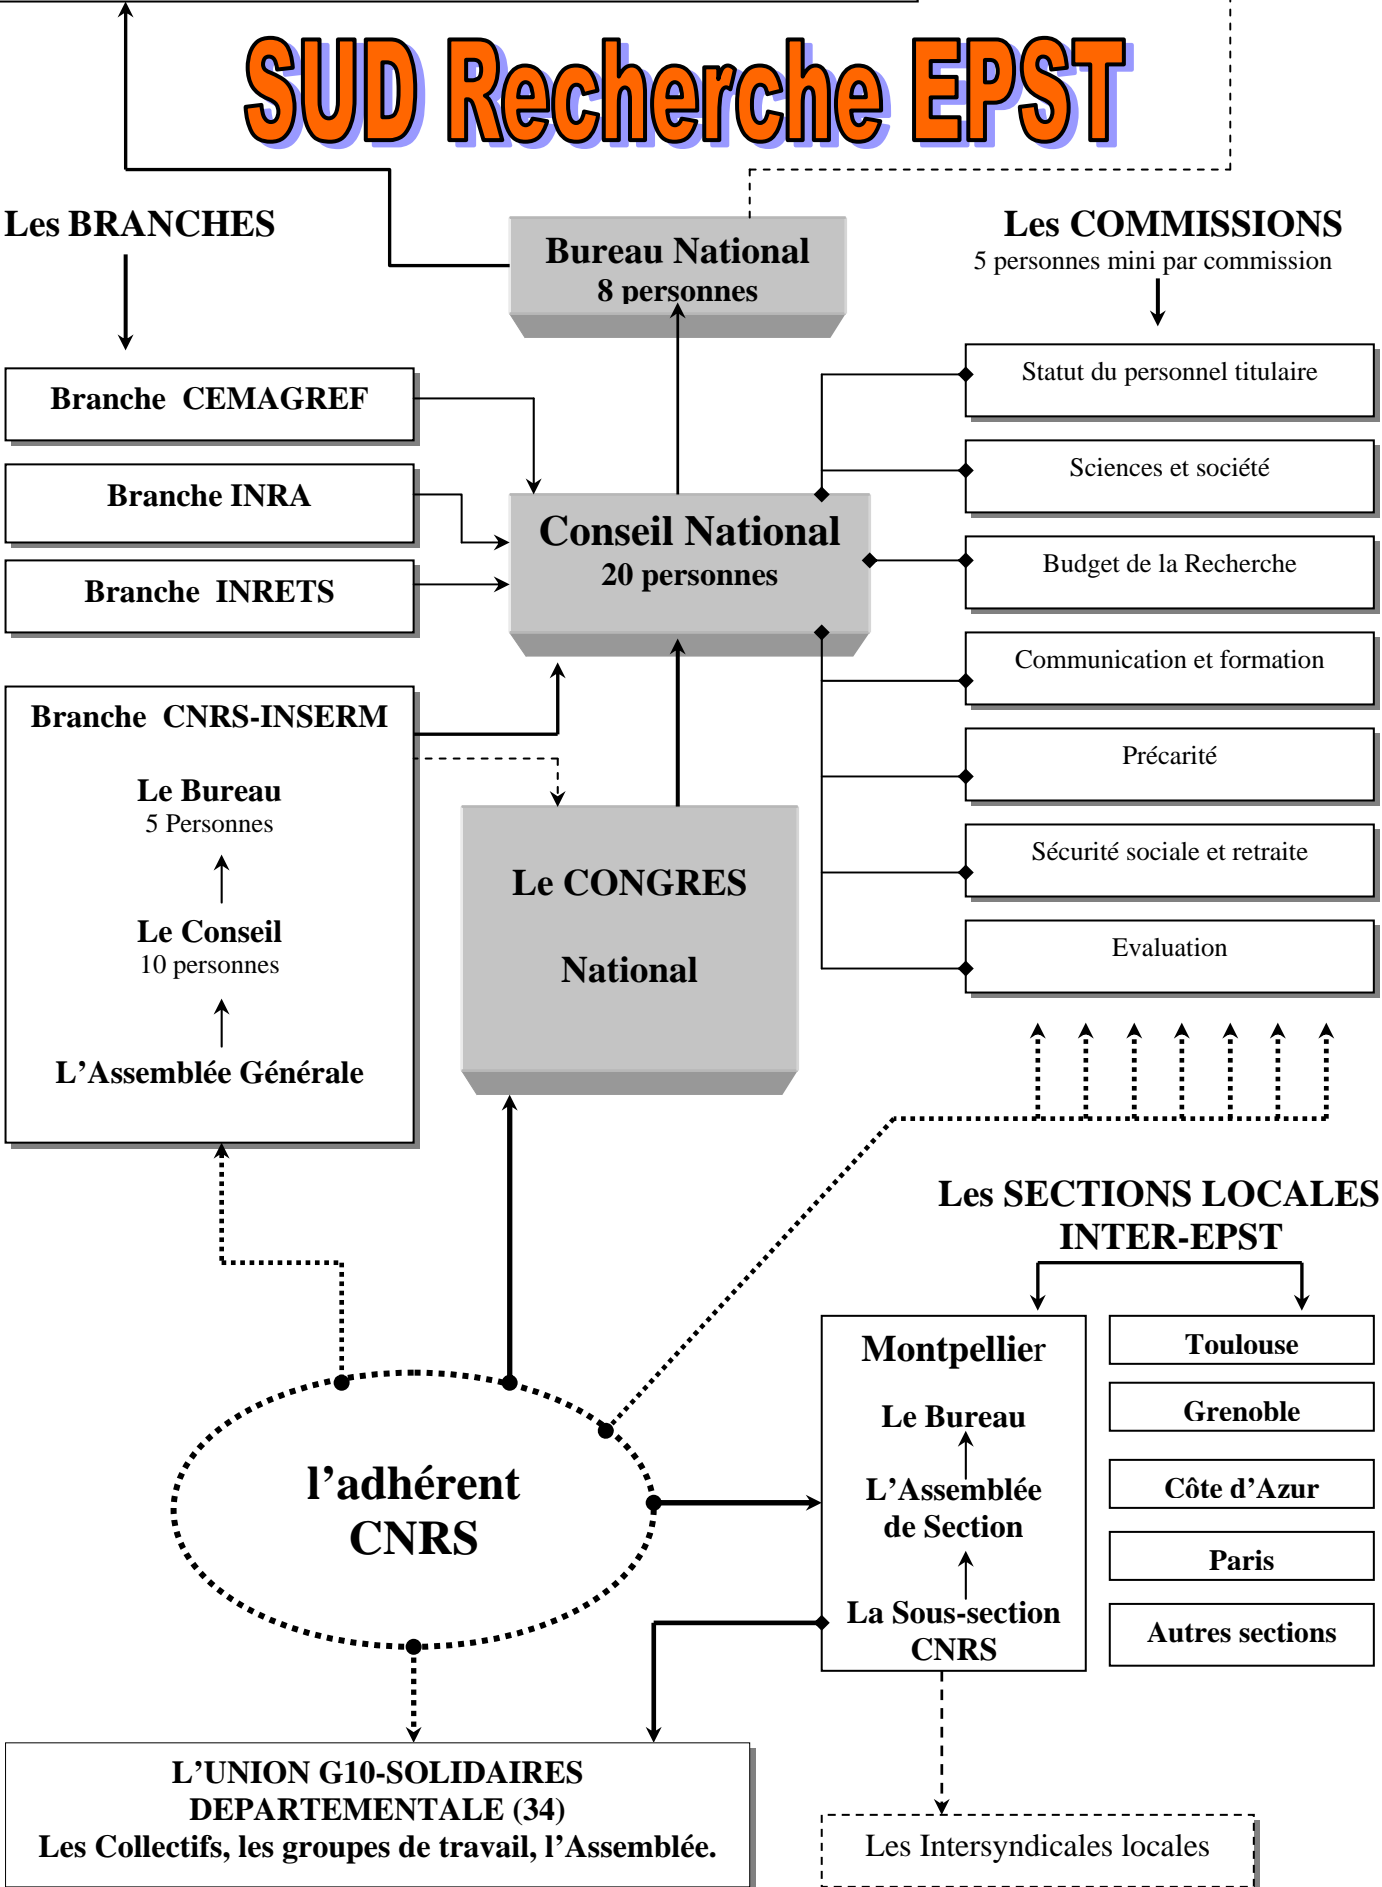 SUD Recherche EPST
Les BRANCHES
Branche CEMAGREF
Branche INRA
Branche INRETS
Branche CNRS-INSERM
Le Bureau
5 Personnes
Le Conseil
10 personnes
L’Assemblée Générale
Bureau National
8 personnes
Conseil National
20 personnes
Le CONGRES
National
Les COMMISSIONS
5 personnes mini par commission
Statut du personnel titulaire
Sciences et société
Budget de la Recherche
Communication et formation
Précarité
Sécurité sociale et retraite
Evaluation
Les SECTIONS LOCALES
INTER-EPST
Montpellier
Le Bureau
L’Assemblée
de Section
La Sous-section
CNRS
Toulouse
Grenoble
Côte d’Azur
Paris
Autres sections
l’adhérent
CNRS
L’UNION G10-SOLIDAIRES
DEPARTEMENTALE (34)
Les Collectifs, les groupes de travail, l’Assemblée.
Les Intersyndicales locales